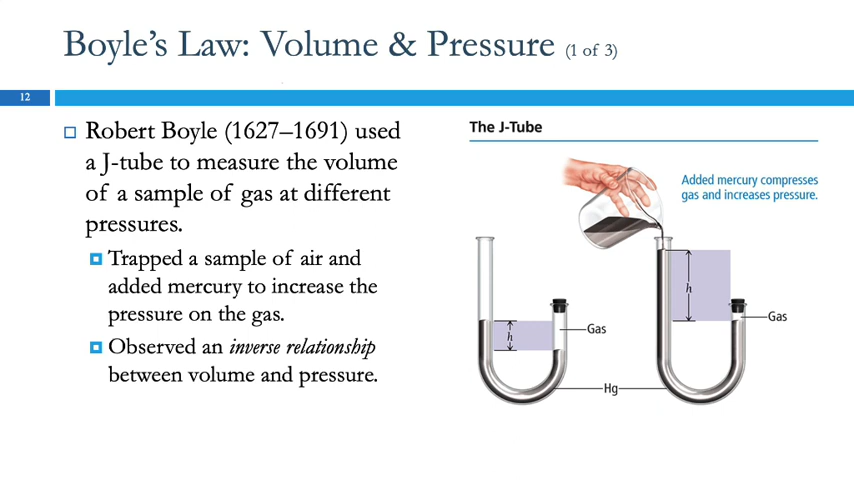 Boyle's Law: Volume & Pressure (1 of 3)
12
Robert Boyle (1627–1691) used
a J-tube to measure the volume
of a sample of gas at different
pressures.
Trapped a sample of air and
added mercury to increase the
pressure on the gas.
Observed an inverse relationship
between volume and pressure.
The J-Tube
Added mercury compresses
gas and increases pressure.
h
Gas
h
Gas
Hg